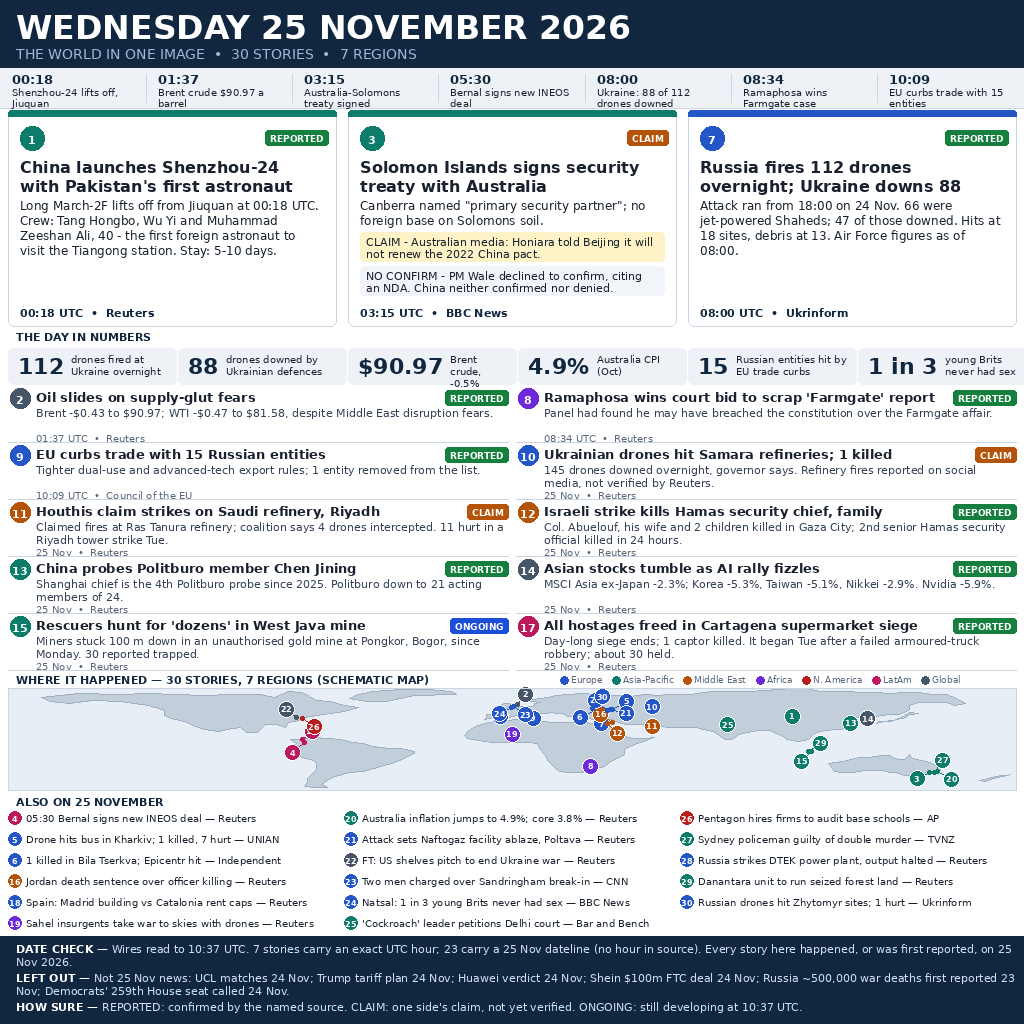 WEDNESDAY 25 NOVEMBER 2026
THE WORLD IN ONE IMAGE • 30 STORIES • 7 REGIONS
00:18
Shenzhou-24 lifts off,
Jiuquan
01:37
Brent crude $90.97 a
barrel
03:15
Australia-Solomons
treaty signed
05:30
Bernal signs new INEOS
deal
08:00
Ukraine: 88 of 112
drones downed
08:34
Ramaphosa wins
Farmgate case
10:09
EU curbs trade with 15
entities
1
REPORTED
China launches Shenzhou-24
with Pakistan's first astronaut
Long March-2F lifts off from Jiuquan at 00:18 UTC.
Crew: Tang Hongbo, Wu Yi and Muhammad
Zeeshan Ali, 40 - the first foreign astronaut to
visit the Tiangong station. Stay: 5-10 days.
00:18 UTC • Reuters
3
CLAIM
Solomon Islands signs security
treaty with Australia
Canberra named "primary security partner"; no
foreign base on Solomons soil.
CLAIM - Australian media: Honiara told Beijing it will
not renew the 2022 China pact.
NO CONFIRM - PM Wale declined to confirm, citing
an NDA. China neither confirmed nor denied.
03:15 UTC • BBC News
7
REPORTED
Russia fires 112 drones
overnight; Ukraine downs 88
Attack ran from 18:00 on 24 Nov. 66 were
jet-powered Shaheds; 47 of those downed. Hits at
18 sites, debris at 13. Air Force figures as of
08:00.
08:00 UTC • Ukrinform
THE DAY IN NUMBERS
112 drones fired at
Ukraine overnight
88 drones downed by
Ukrainian defences
$90.97 Brent
crude,
-0.5%
4.9% Australia CPI
(Oct)
15 Russian entities hit by
EU trade curbs
1 in 3 young Brits
never had sex
2 Oil slides on supply-glut fears REPORTED
Brent -$0.43 to $90.97; WTI -$0.47 to $81.58, despite Middle East disruption fears.
01:37 UTC • Reuters
8 Ramaphosa wins court bid to scrap 'Farmgate' report REPORTED
Panel had found he may have breached the constitution over the Farmgate affair.
08:34 UTC • Reuters
9 EU curbs trade with 15 Russian entities REPORTED
Tighter dual-use and advanced-tech export rules; 1 entity removed from the list.
10:09 UTC • Council of the EU
10 Ukrainian drones hit Samara refineries; 1 killed CLAIM
145 drones downed overnight, governor says. Refinery fires reported on social
media, not verified by Reuters.
25 Nov • Reuters
11 Houthis claim strikes on Saudi refinery, Riyadh CLAIM
Claimed fires at Ras Tanura refinery; coalition says 4 drones intercepted. 11 hurt in a
Riyadh tower strike Tue.
25 Nov • Reuters
12 Israeli strike kills Hamas security chief, family REPORTED
Col. Abuelouf, his wife and 2 children killed in Gaza City; 2nd senior Hamas security
official killed in 24 hours.
25 Nov • Reuters
13 China probes Politburo member Chen Jining REPORTED
Shanghai chief is the 4th Politburo probe since 2025. Politburo down to 21 acting
members of 24.
25 Nov • Reuters
14 Asian stocks tumble as AI rally fizzles REPORTED
MSCI Asia ex-Japan -2.3%; Korea -5.3%, Taiwan -5.1%, Nikkei -2.9%. Nvidia -5.9%.
25 Nov • Reuters
15 Rescuers hunt for 'dozens' in West Java mine ONGOING
Miners stuck 100 m down in an unauthorised gold mine at Pongkor, Bogor, since
Monday. 30 reported trapped.
25 Nov • Reuters
17 All hostages freed in Cartagena supermarket siege REPORTED
Day-long siege ends; 1 captor killed. It began Tue after a failed armoured-truck
robbery; about 30 held.
25 Nov • Reuters
WHERE IT HAPPENED — 30 STORIES, 7 REGIONS (SCHEMATIC MAP)
Europe Asia-Pacific Middle East Africa N. America LatAm Global
2
30
22
5
24
23
16
21
10
1
6
7
26
19
12
11
25
13
14
4
29
15
8
27
3
20
ALSO ON 25 NOVEMBER
4 05:30 Bernal signs new INEOS deal — Reuters
5 Drone hits bus in Kharkiv; 1 killed, 7 hurt — UNIAN
6 1 killed in Bila Tserkva; Epicentr hit — Independent
16 Jordan death sentence over officer killing — Reuters
18 Spain: Madrid building vs Catalonia rent caps — Reuters
19 Sahel insurgents take war to skies with drones — Reuters
20 Australia inflation jumps to 4.9%; core 3.8% — Reuters
21 Attack sets Naftogaz facility ablaze, Poltava — Reuters
22 FT: US shelves pitch to end Ukraine war — Reuters
23 Two men charged over Sandringham break-in — CNN
24 Natsal: 1 in 3 young Brits never had sex — BBC News
25 'Cockroach' leader petitions Delhi court — Bar and Bench
26 Pentagon hires firms to audit base schools — AP
27 Sydney policeman guilty of double murder — TVNZ
28 Russia strikes DTEK power plant, output halted — Reuters
29 Danantara unit to run seized forest land — Reuters
30 Russian drones hit Zhytomyr sites; 1 hurt — Ukrinform
DATE CHECK — Wires read to 10:37 UTC. 7 stories carry an exact UTC hour; 23 carry a 25 Nov dateline (no hour in source). Every story here happened, or was first reported, on 25
Nov 2026.
LEFT OUT — Not 25 Nov news: UCL matches 24 Nov; Trump tariff plan 24 Nov; Huawei verdict 24 Nov; Shein $100m FTC deal 24 Nov; Russia ~500,000 war deaths first reported 23
Nov; Democrats' 259th House seat called 24 Nov.
HOW SURE — REPORTED: confirmed by the named source. CLAIM: one side's claim, not yet verified. ONGOING: still developing at 10:37 UTC.